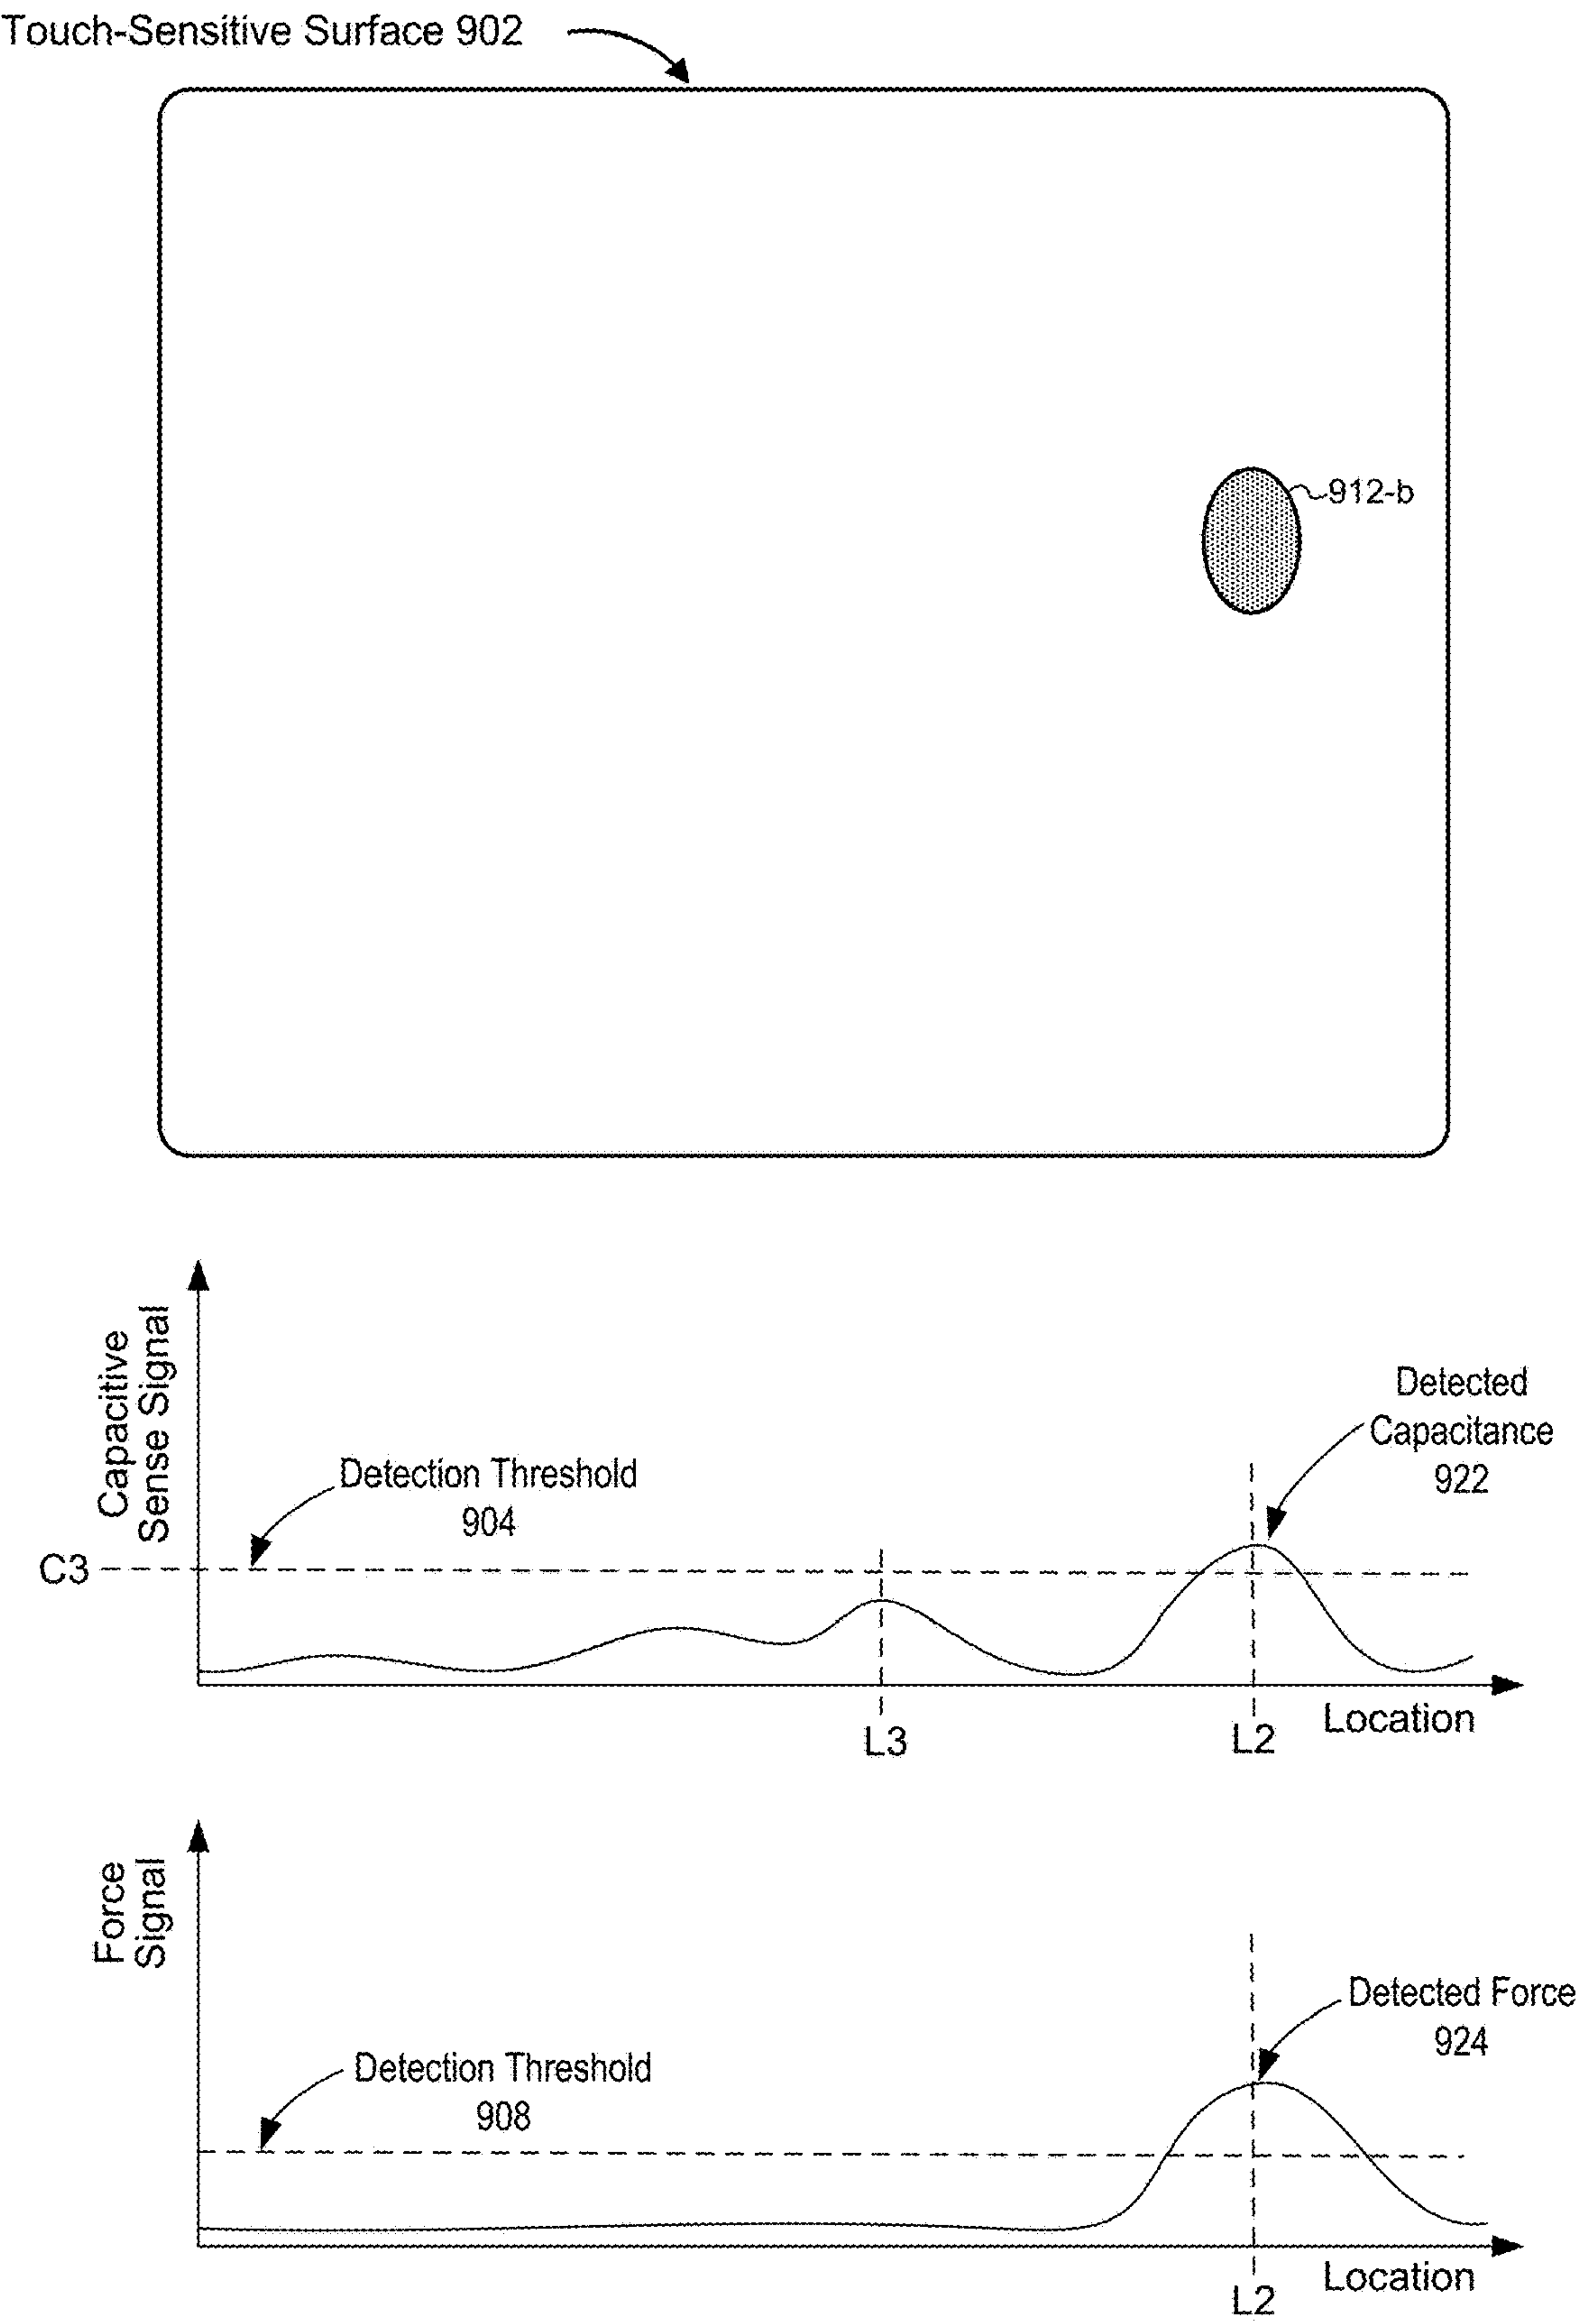 Touch-Sensitive Surface 902
912-b
Capacitive
Sense Signal
Detected
Capacitance
922
Detection Threshold
904
C3
L3
L2
Location
Force
Signal
Detected Force
924
Detection Threshold
908
L2
Location